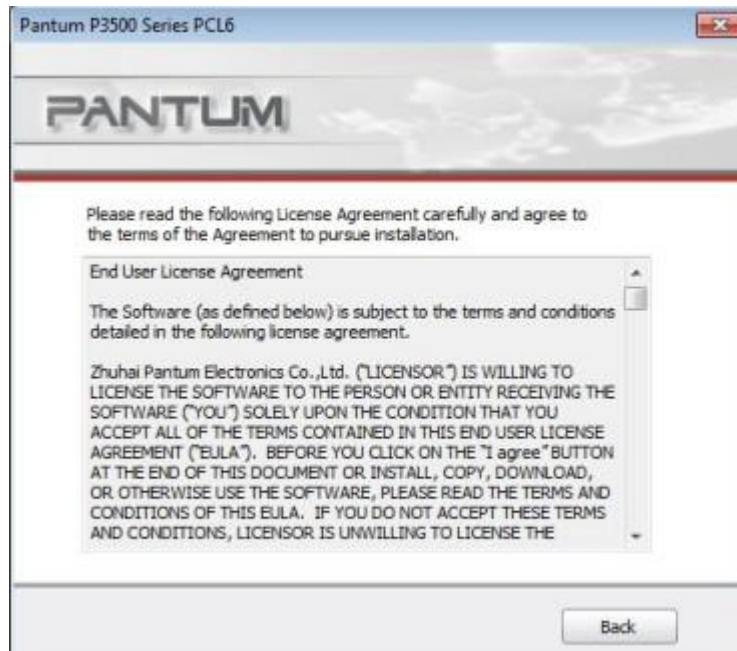 Pantum P3500 Series PCL6
PANTUM
Please read the following License Agreement carefully and agree to
the terms of the Agreement to pursue installation.
End User License Agreement
The Software (as defined below) is subject to the terms and conditions
detailed in the following license agreement.
Zhuhai Pantum Electronics Co.,Ltd. ("LICENSOR") IS WILLING TO
LICENSE THE SOFTWARE TO THE PERSON OR ENTITY RECEIVING THE
SOFTWARE ("YOU") SOLELY UPON THE CONDITION THAT YOU
ACCEPT ALL OF THE TERMS CONTAINED IN THIS END USER LICENSE
AGREEMENT ("EULA").  BEFORE YOU CLICK ON THE "I agree" BUTTON
AT THE END OF THIS DOCUMENT OR INSTALL, COPY, DOWNLOAD,
OR OTHERWISE USE THE SOFTWARE, PLEASE READ THE TERMS AND
CONDITIONS OF THIS EULA.  IF YOU DO NOT ACCEPT THESE TERMS
AND CONDITIONS, LICENSOR IS UNWILLING TO LICENSE THE
Back